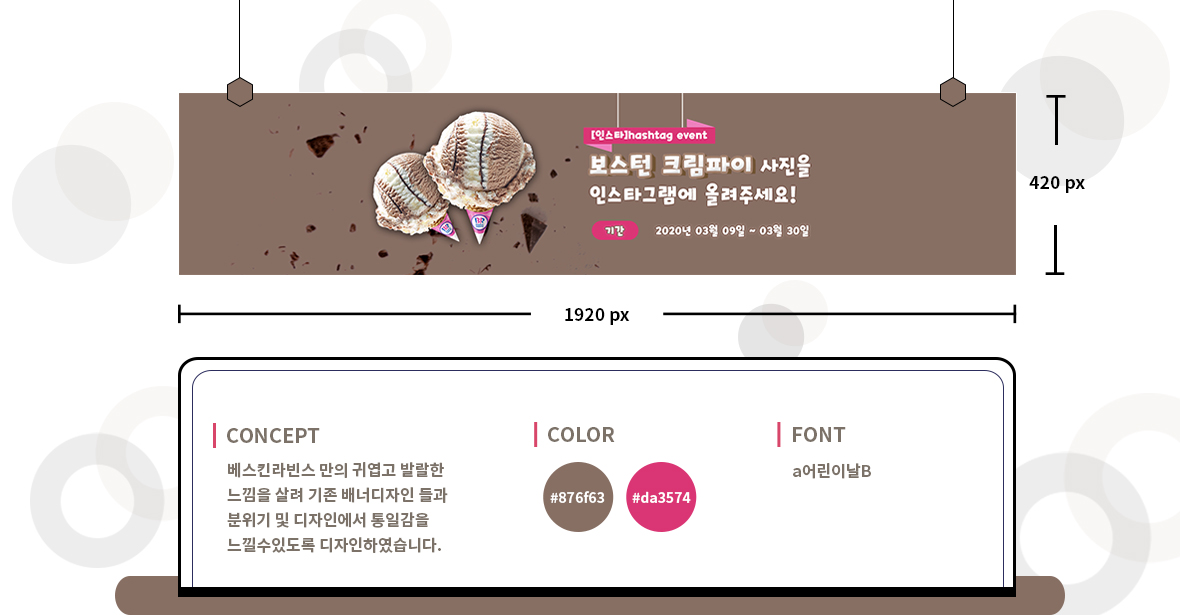 [인스타]hashtag event
보스턴 크림파이 사진을
인스타그램에 올려주세요!
기간 2020년 03월 09일 ~ 03월 30일
420 px
1920 px
CONCEPT
베스킨라빈스 만의 귀엽고 발랄한
느낌을 살려 기존 배너디자인 들과
분위기 및 디자인에서 통일감을
느낄수있도록 디자인하였습니다.
COLOR
#876f63 #da3574
FONT
a어린이날B